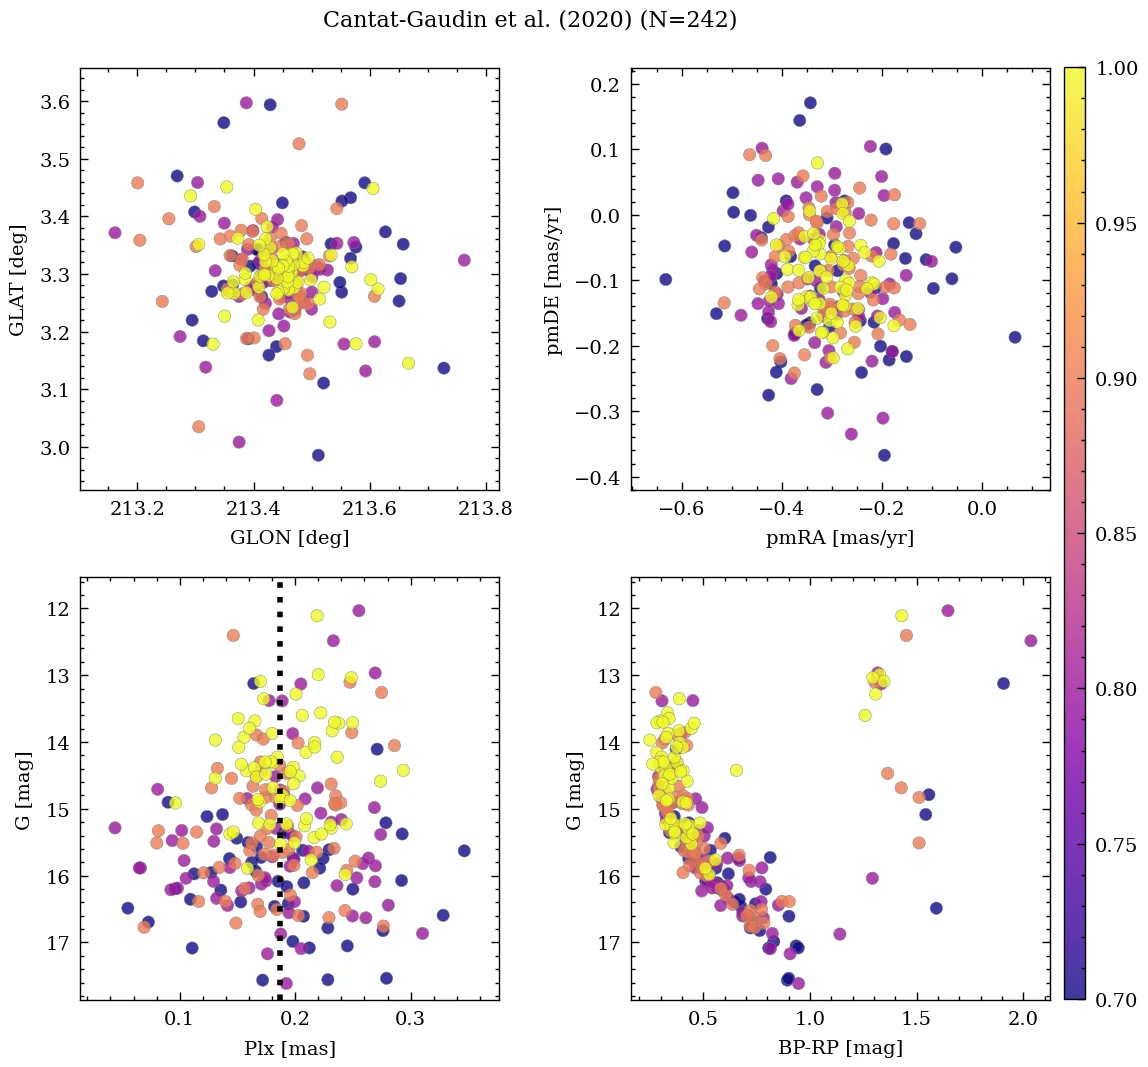 Cantat-Gaudin et al. (2020) (N=242)
3.6
3.5
3.4
3.3
3.2
3.1
3.0
GLAT [deg]
213.2 213.4 213.6 213.8
GLON [deg]
0.2
0.1
0.0
−0.1
−0.2
−0.3
−0.4
pmDE [mas/yr]
−0.6 −0.4 −0.2 0.0
pmRA [mas/yr]
12
13
14
15
16
17
G [mag]
0.1 0.2 0.3
Plx [mas]
12
13
14
15
16
17
G [mag]
0.5 1.0 1.5 2.0
BP-RP [mag]
1.00
0.95
0.90
0.85
0.80
0.75
0.70